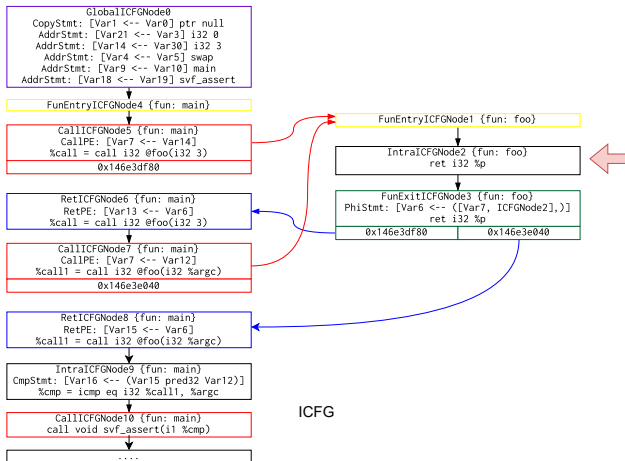 GlobalICFGNode0
CopyStmt: [Var1 <-- Var0] ptr null
AddrStmt: [Var21 <-- Var3] i32 0
AddrStmt: [Var14 <-- Var30] i32 3
AddrStmt: [Var4 <-- Var5] swap
AddrStmt: [Var9 <-- Var10] main
AddrStmt: [Var18 <-- Var19] svf_assert
FunEntryICFGNode4 {fun: main}
CallICFGNode5 {fun: main}
CallPE: [Var7 <-- Var14]
%call = call i32 @foo(i32 3)
0x146e3df80
RetICFGNode6 {fun: main}
RetPE: [Var13 <-- Var6]
%call = call i32 @foo(i32 3)
CallICFGNode7 {fun: main}
CallPE: [Var7 <-- Var12]
%call1 = call i32 @foo(i32 %argc)
0x146e3e040
RetICFGNode8 {fun: main}
RetPE: [Var15 <-- Var6]
%call1 = call i32 @foo(i32 %argc)
IntraICFGNode9 {fun: main}
CmpStmt: [Var16 <-- (Var15 pred32 Var12)]
%cmp = icmp eq i32 %call1, %argc
CallICFGNode10 {fun: main}
call void svf_assert(i1 %cmp)
....
FunEntryICFGNode1 {fun: foo}
IntraICFGNode2 {fun: foo}
ret i32 %p
FunExitICFGNode3 {fun: foo}
PhiStmt: [Var6 <-- ([Var7, ICFGNode2],)]
ret i32 %p
0x146e3df80
0x146e3e040
ICFG